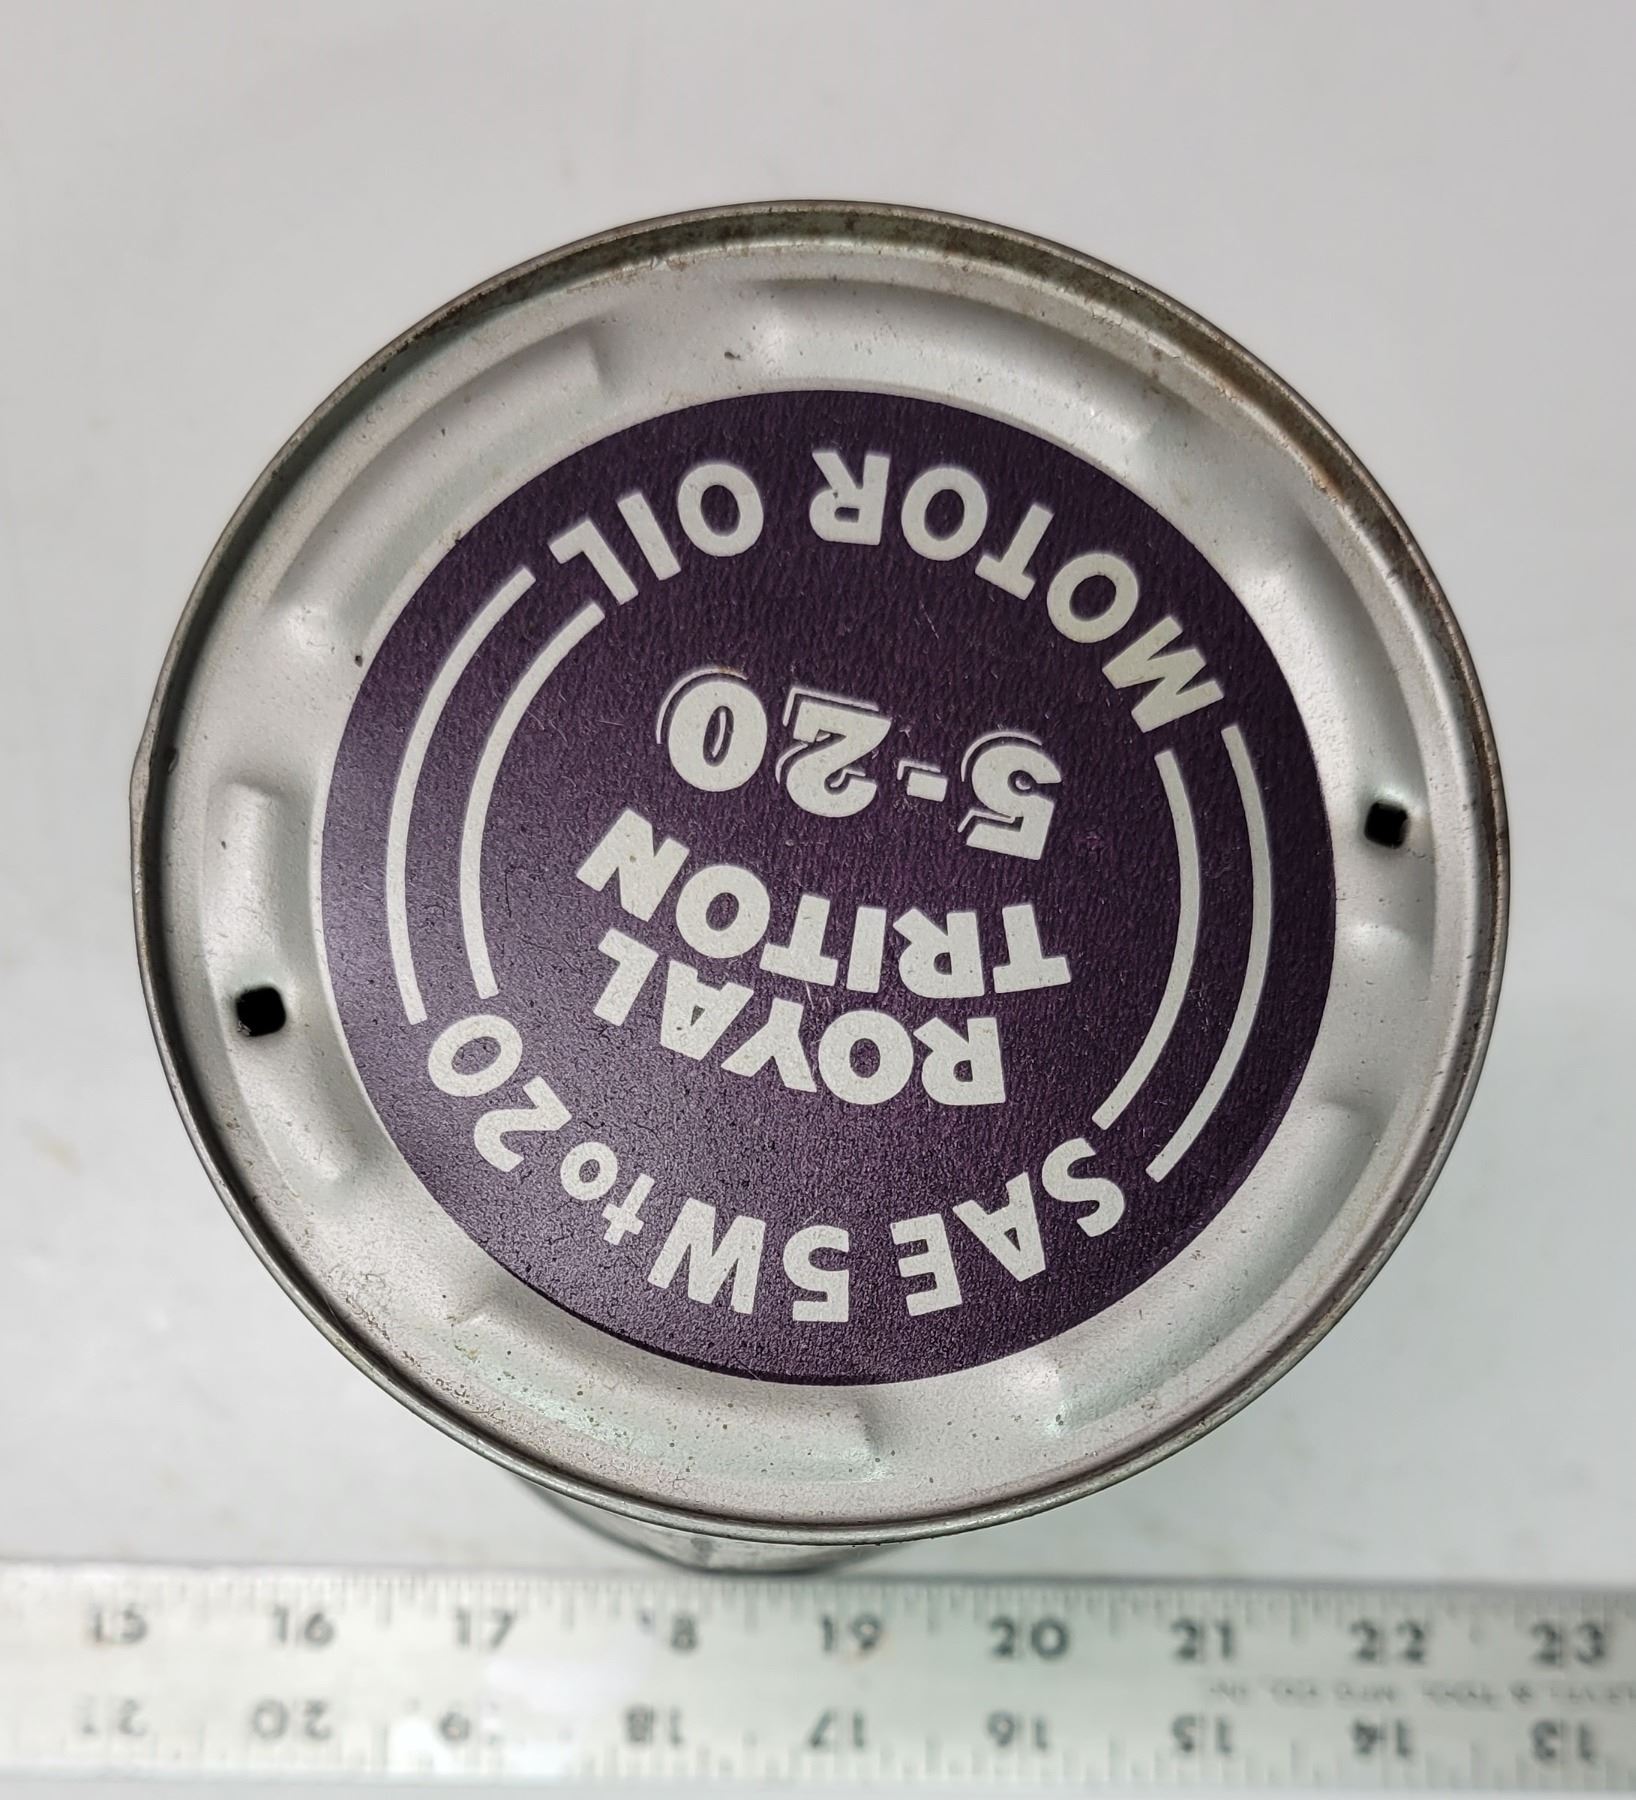 SAE 5W to 20
ROYAL
TRITON
5-20
MOTOR OIL
15 16 17 18 19 20 21 22 23
13 14 15 16 17 18 19 20 21